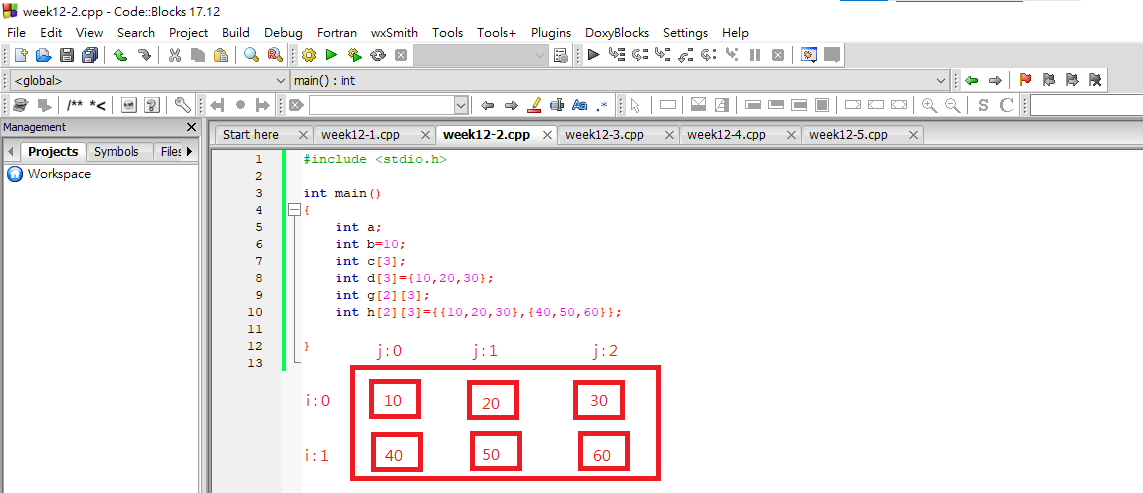 week12-2.cpp - Code::Blocks 17.12
File Edit View Search Project Build Debug Fortran wxSmith Tools Tools+ Plugins DoxyBlocks Settings Help
<global> main() : int
/** *<
Aa .*
S C
Management
Start here week12-1.cpp week12-2.cpp week12-3.cpp week12-4.cpp week12-5.cpp
Projects Symbols Files
Workspace
1 #include <stdio.h>
2
3 int main()
4 {
5 int a;
6 int b=10;
7 int c[3];
8 int d[3]={10,20,30};
9 int g[2][3];
10 int h[2][3]={{10,20,30},{40,50,60}};
11
12 }
13
j:0 j:1 j:2
i:0 10 20 30
i:1 40 50 60